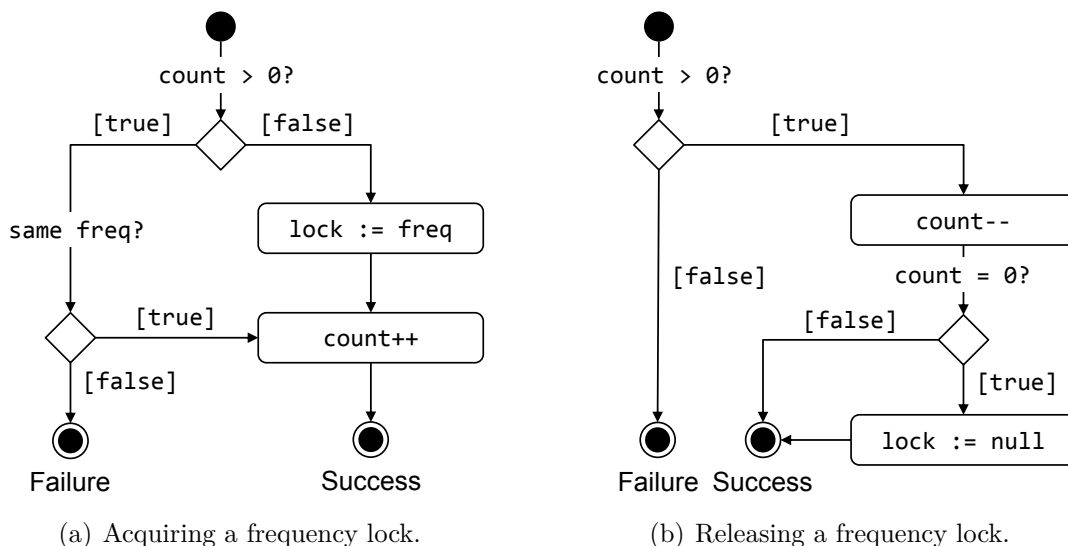 count > 0?
[true]
[false]
same freq?
lock := freq
[true]
count++
[false]
Failure
Success
(a) Acquiring a frequency lock.
count > 0?
[true]
count--
[false]
count = 0?
[false]
[true]
lock := null
Failure
Success
(b) Releasing a frequency lock.